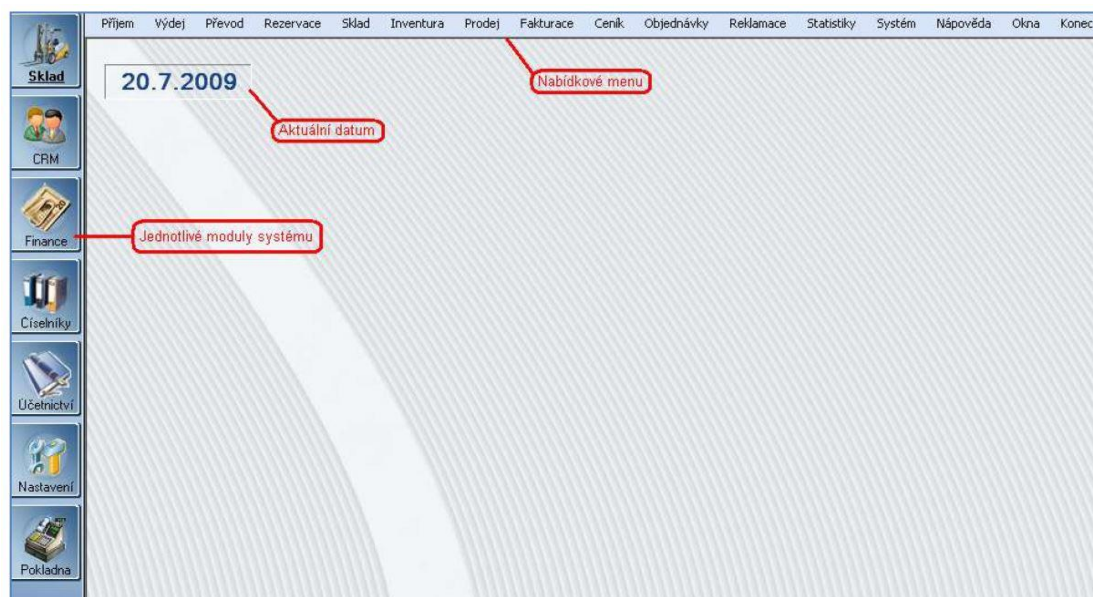 Příjem Výdej Převod Rezervace Sklad Inventura Prodej Fakturace Ceník Objednávky Reklamace Statistiky Systém Nápověda Okna Konec
Sklad
20.7.2009
Nabídkové menu
Aktuální datum
CRM
Jednotlivé moduly systému
Finance
Číselníky
Účetnictví
Nastavení
Pokladna